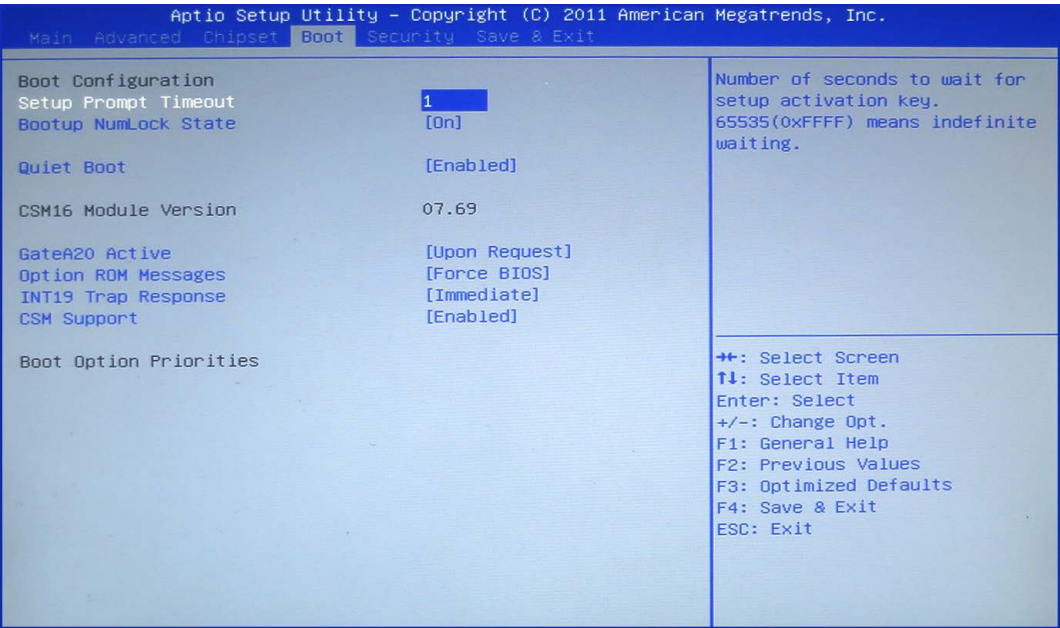 Aptio Setup Utility – Copyright (C) 2011 American Megatrends, Inc.
Main Advanced Chipset Boot Security Save & Exit
Boot Configuration
Setup Prompt Timeout 1
Bootup NumLock State [On]
Quiet Boot [Enabled]
CSM16 Module Version 07.69
GateA20 Active [Upon Request]
Option ROM Messages [Force BIOS]
INT19 Trap Response [Immediate]
CSM Support [Enabled]
Boot Option Priorities
Number of seconds to wait for
setup activation key.
65535(0xFFFF) means indefinite
waiting.
→←: Select Screen
↑↓: Select Item
Enter: Select
+/-: Change Opt.
F1: General Help
F2: Previous Values
F3: Optimized Defaults
F4: Save & Exit
ESC: Exit